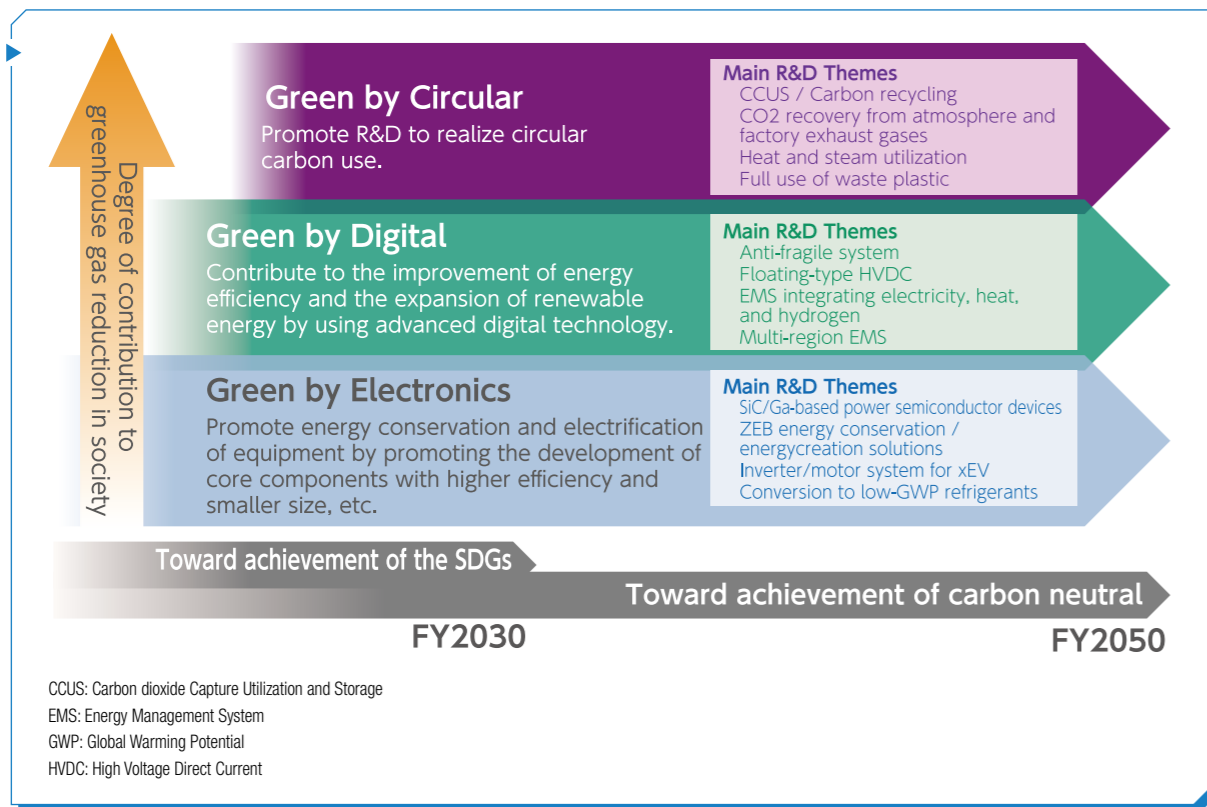 Degree of contribution to
greenhouse gas reduction in society
Green by Circular
Promote R&D to realize circular
carbon use.
Main R&D Themes
CCUS / Carbon recycling
CO2 recovery from atmosphere and
factory exhaust gases
Heat and steam utilization
Full use of waste plastic
Green by Digital
Contribute to the improvement of energy
efficiency and the expansion of renewable
energy by using advanced digital technology.
Main R&D Themes
Anti-fragile system
Floating-type HVDC
EMS integrating electricity, heat,
and hydrogen
Multi-region EMS
Green by Electronics
Promote energy conservation and electrification
of equipment by promoting the development of
core components with higher efficiency and
smaller size, etc.
Main R&D Themes
SiC/Ga-based power semiconductor devices
ZEB energy conservation /
energycreation solutions
Inverter/motor system for xEV
Conversion to low-GWP refrigerants
Toward achievement of the SDGs
Toward achievement of carbon neutral
FY2030
FY2050
CCUS: Carbon dioxide Capture Utilization and Storage
EMS: Energy Management System
GWP: Global Warming Potential
HVDC: High Voltage Direct Current